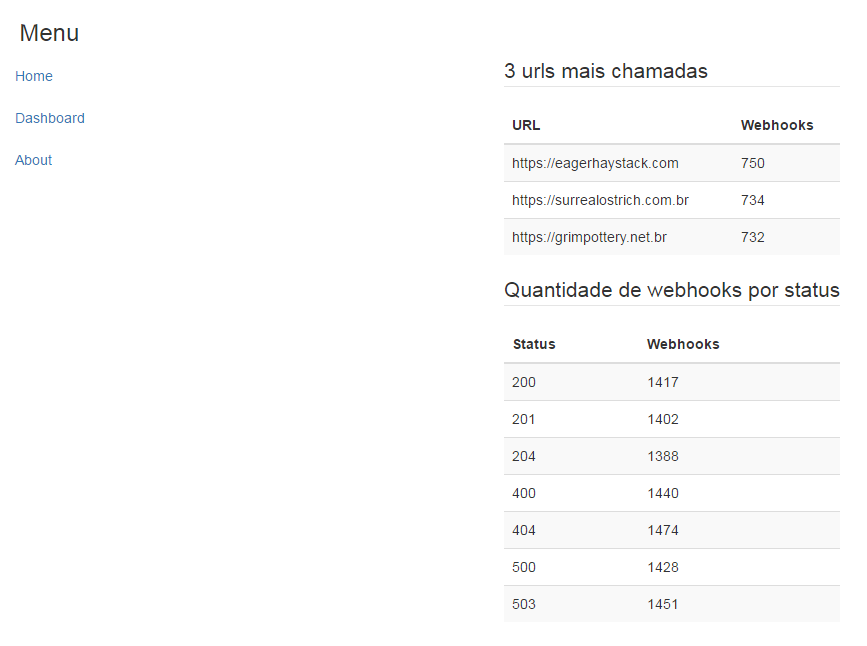 Menu
Home
Dashboard
About
3 urls mais chamadas
URL Webhooks
https://eagerhaystack.com 750
https://surrealostrich.com.br 734
https://grimpottery.net.br 732
Quantidade de webhooks por status
Status Webhooks
200 1417
201 1402
204 1388
400 1440
404 1474
500 1428
503 1451